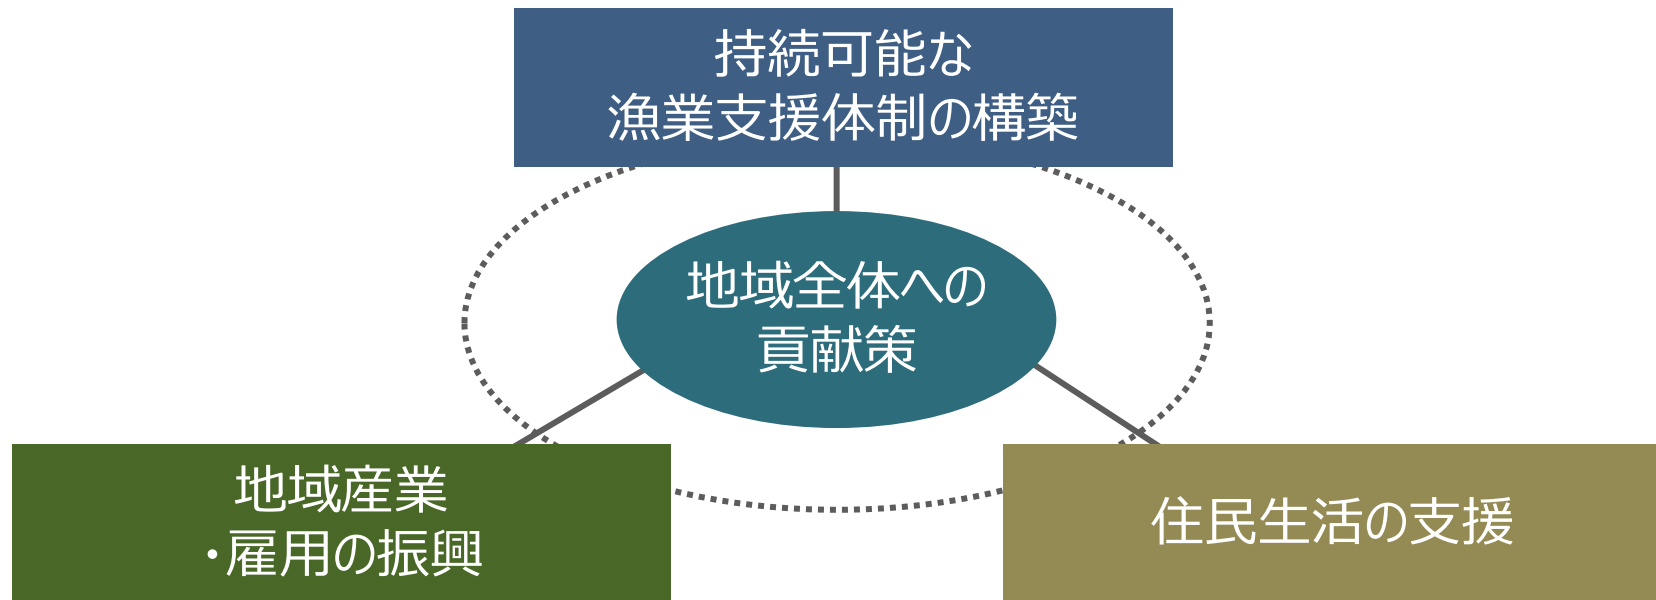 持続可能な
漁業支援体制の構築
地域全体への
貢献策
地域産業
・雇用の振興
住民生活の支援